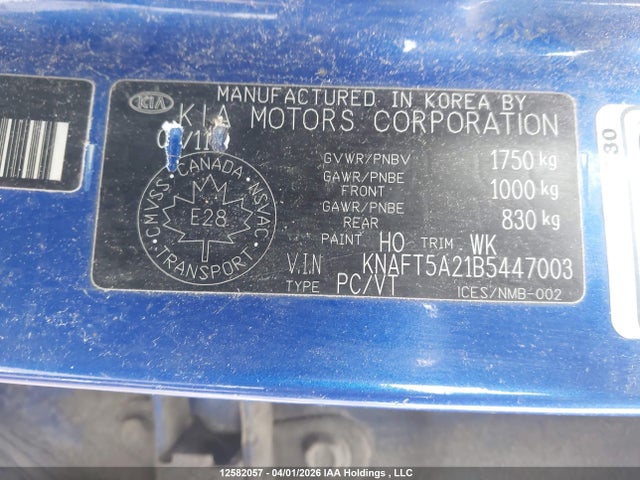 KIA
MANUFACTURED IN KOREA BY
KIA MOTORS CORPORATION
GVWR/PNBV 1750 kg
GAWR/PNBE FRONT 1000 kg
GAWR/PNBE REAR 830 kg
PAINT HO TRIM WK
V.I.N KNAFT5A21B5447003
TYPE PC/VT ICES/NMB-002
CANADA
CMVSS NSVAC
E28
TRANSPORT
30
12582057 - 04/01/2026 IAA Holdings , LLC